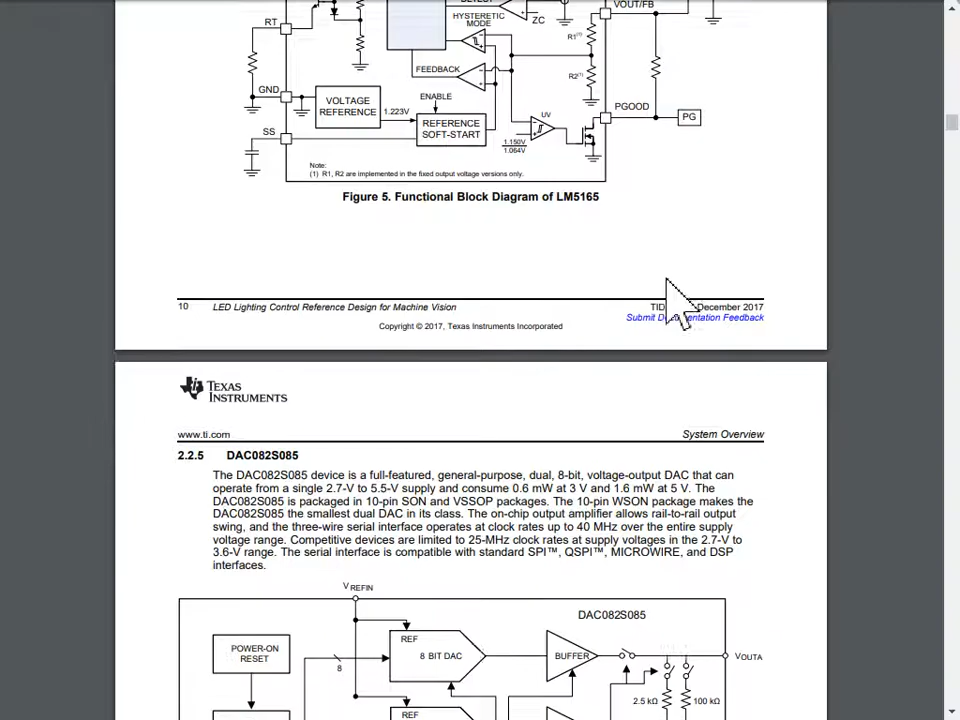 VOUT/FB
RT
HYSTERETIC
MODE
ZC
R1(1)
FEEDBACK
R2(1)
GND
VOLTAGE
REFERENCE
1.223V
ENABLE
REFERENCE
SOFT-START
PGOOD
PG
UV
SS
1.150V
1.064V
Note:
(1) R1, R2 are implemented in the fixed output voltage versions only.
Figure 5. Functional Block Diagram of LM5165
10 LED Lighting Control Reference Design for Machine Vision TID December 2017
Submit Documentation Feedback
Copyright © 2017, Texas Instruments Incorporated
TEXAS
INSTRUMENTS
www.ti.com System Overview
2.2.5 DAC082S085
The DAC082S085 device is a full-featured, general-purpose, dual, 8-bit, voltage-output DAC that can
operate from a single 2.7-V to 5.5-V supply and consume 0.6 mW at 3 V and 1.6 mW at 5 V. The
DAC082S085 is packaged in 10-pin SON and VSSOP packages. The 10-pin WSON package makes the
DAC082S085 the smallest dual DAC in its class. The on-chip output amplifier allows rail-to-rail output
swing, and the three-wire serial interface operates at clock rates up to 40 MHz over the entire supply
voltage range. Competitive devices are limited to 25-MHz clock rates at supply voltages in the 2.7-V to
3.6-V range. The serial interface is compatible with standard SPI™, QSPI™, MICROWIRE, and DSP
interfaces.
VREFIN
DAC082S085
POWER-ON
RESET
REF
8 BIT DAC
BUFFER
VOUTA
8
2.5 kΩ
100 kΩ
REF